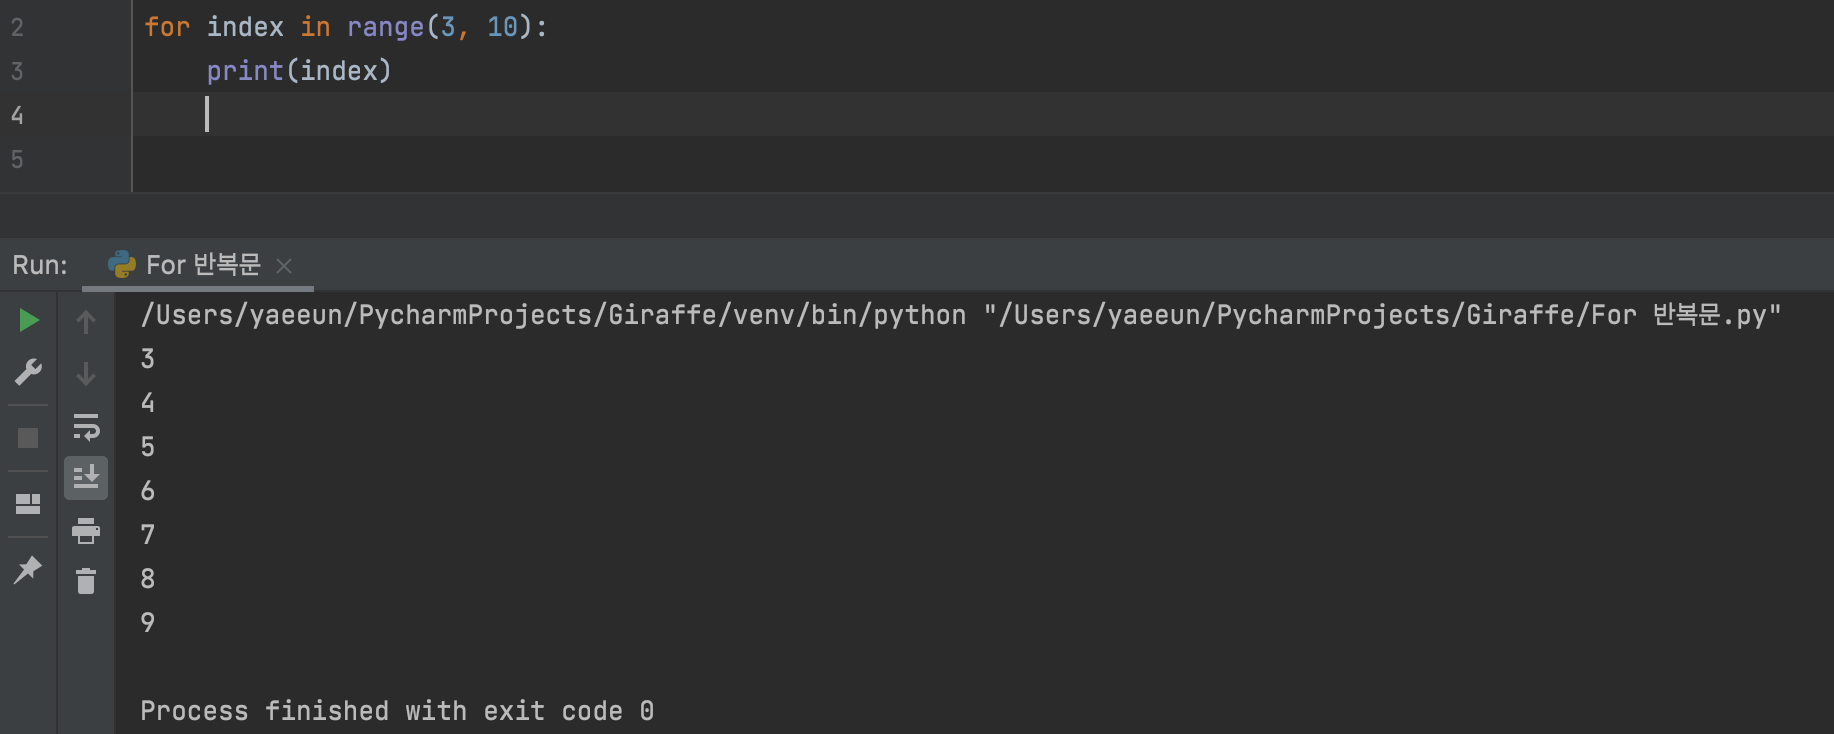 2 for index in range(3, 10):
3     print(index)
4
5
Run: For 반복문
/Users/yaeeun/PycharmProjects/Giraffe/venv/bin/python "/Users/yaeeun/PycharmProjects/Giraffe/For 반복문.py"
3
4
5
6
7
8
9
Process finished with exit code 0